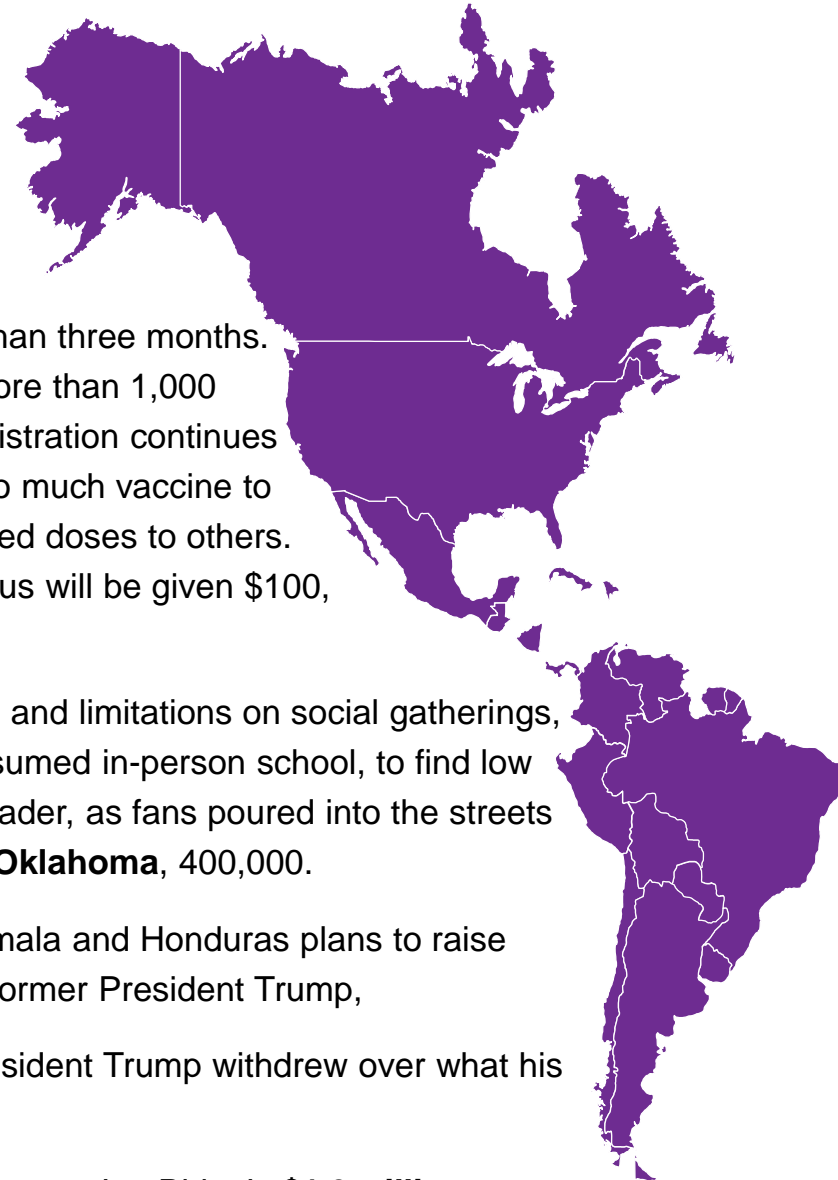 han three months.
ore than 1,000
istration continues
o much vaccine to
ed doses to others.
us will be given $100,
and limitations on social gatherings,
sumed in-person school, to find low
ader, as fans poured into the streets
Oklahoma, 400,000.
mala and Honduras plans to raise
ormer President Trump,
sident Trump withdrew over what his